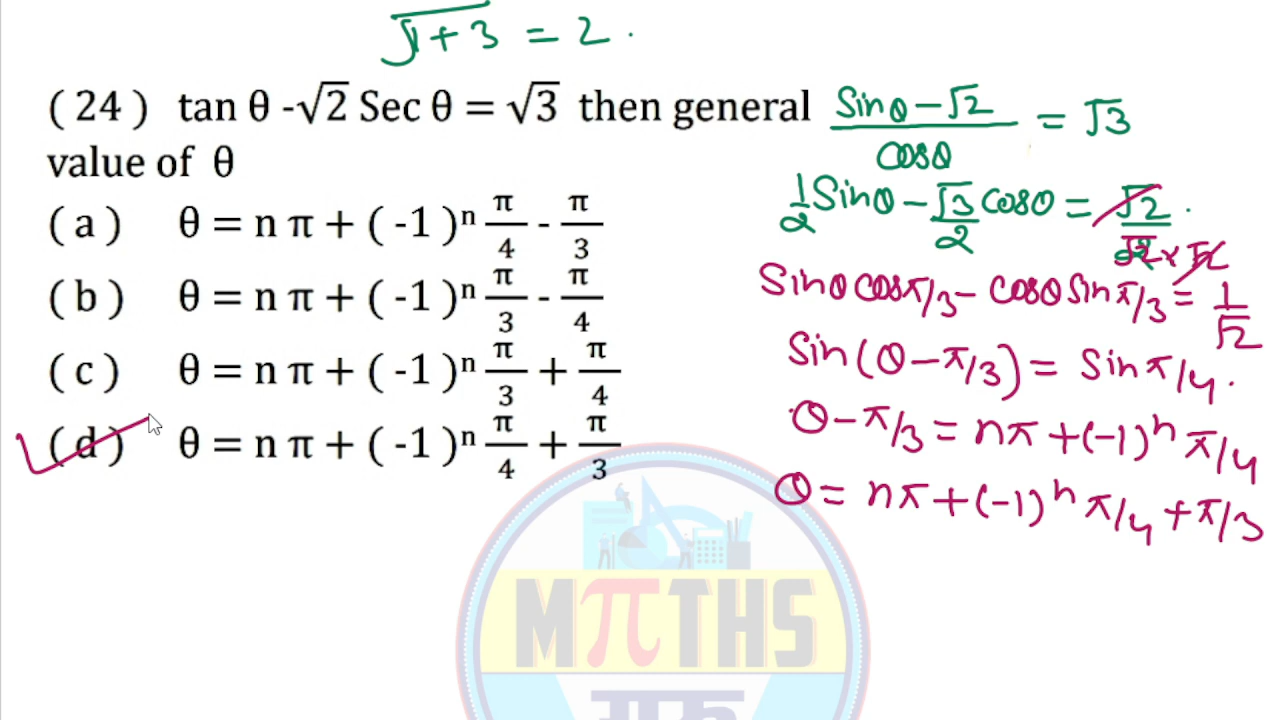 √1+3 = 2 .
( 24 ) tan θ -√2 Sec θ = √3 then general
value of θ
( a ) θ = n π + ( -1 )ⁿ π/4 - π/3
( b ) θ = n π + ( -1 )ⁿ π/3 - π/4
( c ) θ = n π + ( -1 )ⁿ π/3 + π/4
( d ) θ = n π + ( -1 )ⁿ π/4 + π/3
Sinθ - √2 / cosθ = √3
1/2 Sinθ - √3/2 cosθ = √2/2 .
√2 × √2
Sinθ cosπ/3 - cosθ sinπ/3 = 1/√2
Sin(θ - π/3) = Sinπ/4 .
θ - π/3 = nπ + (-1)ⁿ π/4
θ = nπ + (-1)ⁿ π/4 + π/3
MπTHS